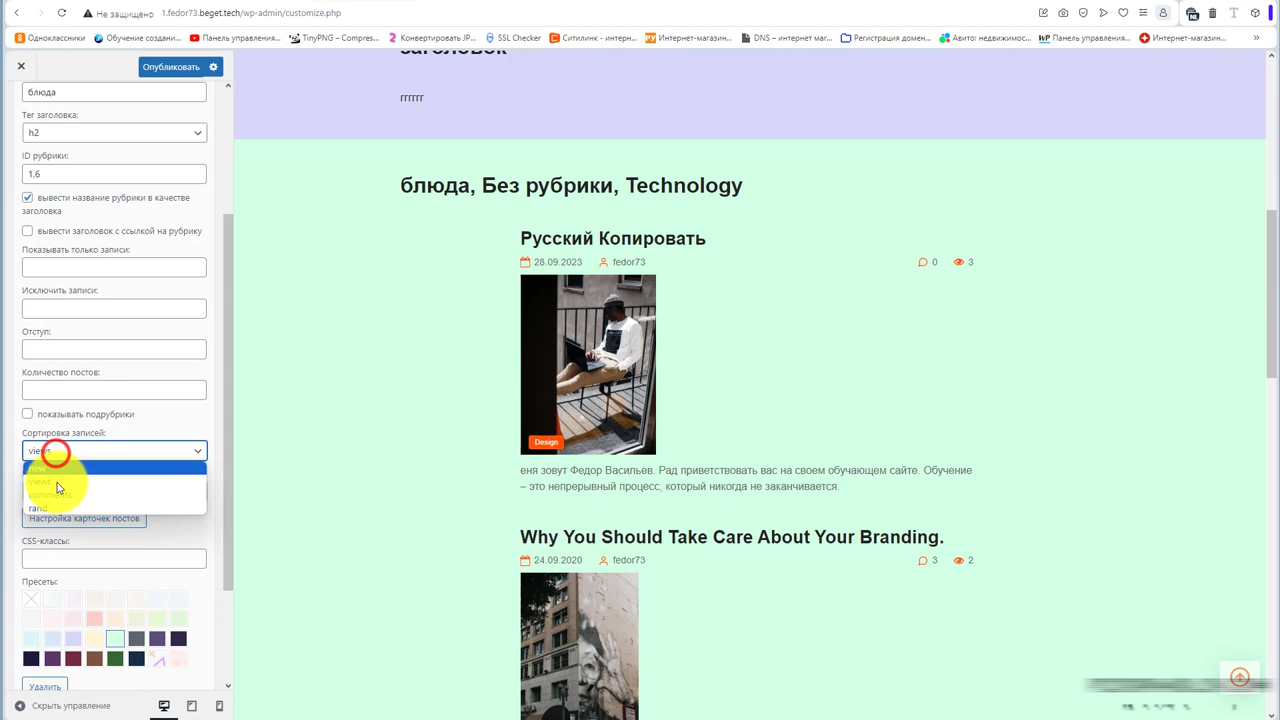 Не защищено
1.fedor73.beget.tech/wp-admin/customize.php
Одноклассники
Обучение создани...
Панель управления...
TinyPNG – Compres...
Конвертировать JP...
SSL Checker
Ситилинк - интерн...
Интернет-магазин...
DNS – интернет маг...
Регистрация домен...
Авито: недвижимос...
Панель управления...
Интернет-магазин...
Опубликовать
блюда
Тег заголовка:
h2
ID рубрики:
1,6
вывести название рубрики в качестве
заголовка
вывести заголовок с ссылкой на рубрику
Показывать только записи:
Исключить записи:
Отступ:
Количество постов:
показывать подрубрики
Сортировка записей:
views
views
comments
rand
Настройка карточек постов
CSS-классы:
Пресеты:
Удалить
Скрыть управление
заголовок
гггггг
блюда, Без рубрики, Technology
Русский Копировать
28.09.2023 fedor73 0 3
Design
еня зовут Федор Васильев. Рад приветствовать вас на своем обучающем сайте. Обучение
– это непрерывный процесс, который никогда не заканчивается.
Why You Should Take Care About Your Branding.
24.09.2020 fedor73 3 2